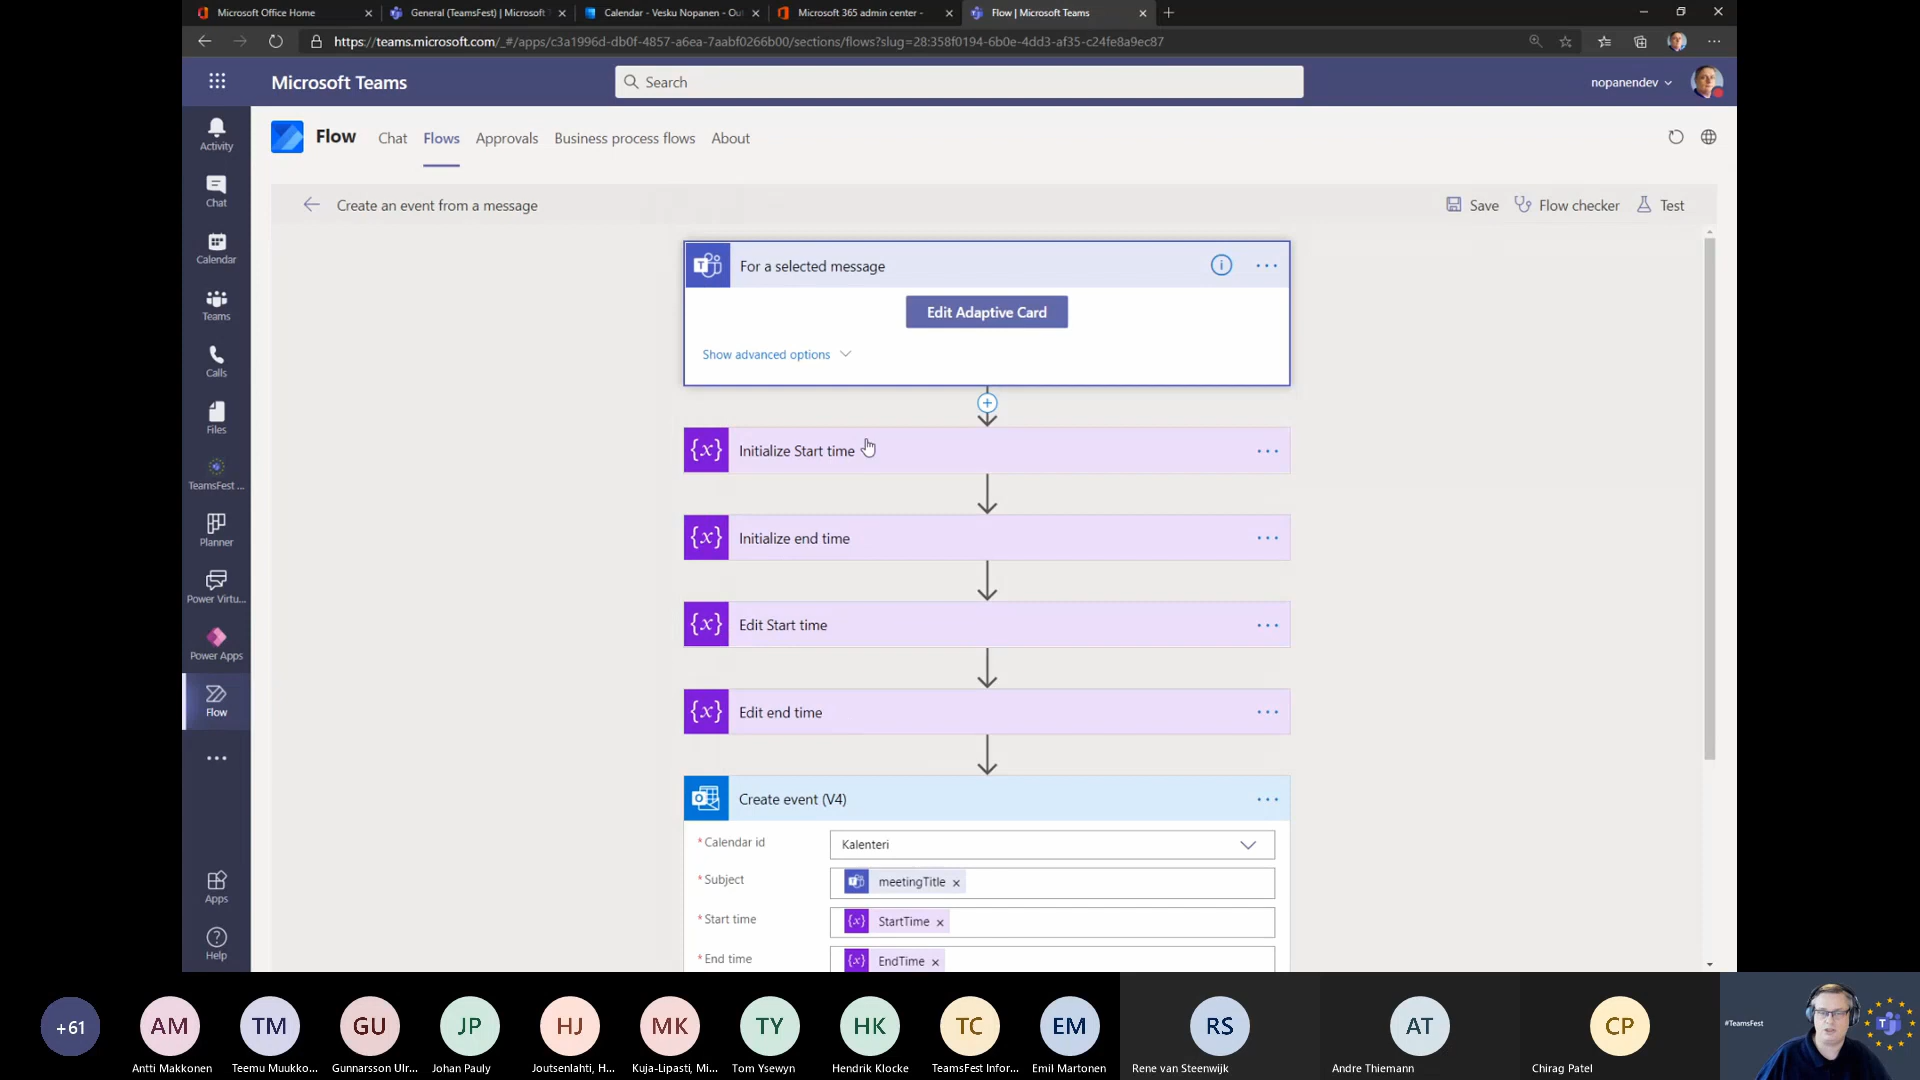 Microsoft Office Home
General (TeamsFest) | Microsoft
Calendar - Vesku Nopanen - Ou
Microsoft 365 admin center -
Flow | Microsoft Teams
https://teams.microsoft.com/_#/apps/c3a1996d-db0f-4857-a6ea-7aabf0266b00/sections/flows?slug=28:358f0194-6b0e-4dd3-af35-c24fe8a9ec87
Microsoft Teams
Search
nopanendev
Activity
Chat
Calendar
Teams
Calls
Files
TeamsFest ...
Planner
Power Virtu...
Power Apps
Flow
Apps
Help
Flow
Chat
Flows
Approvals
Business process flows
About
Create an event from a message
Save
Flow checker
Test
For a selected message
Edit Adaptive Card
Show advanced options
{x} Initialize Start time
{x} Initialize end time
{x} Edit Start time
{x} Edit end time
Create event (V4)
* Calendar id
Kalenteri
* Subject
meetingTitle
* Start time
{x} StartTime
* End time
{x} EndTime
+61
AM
TM
GU
JP
HJ
MK
TY
HK
TC
EM
RS
AT
CP
#TeamsFest
Antti Makkonen
Teemu Muukko...
Gunnarsson Ulr...
Johan Pauly
Joutsenlahti, H...
Kuja-Lipasti, Mi...
Tom Ysewyn
Hendrik Klocke
TeamsFest Infor...
Emil Martonen
Rene van Steenwijk
Andre Thiemann
Chirag Patel